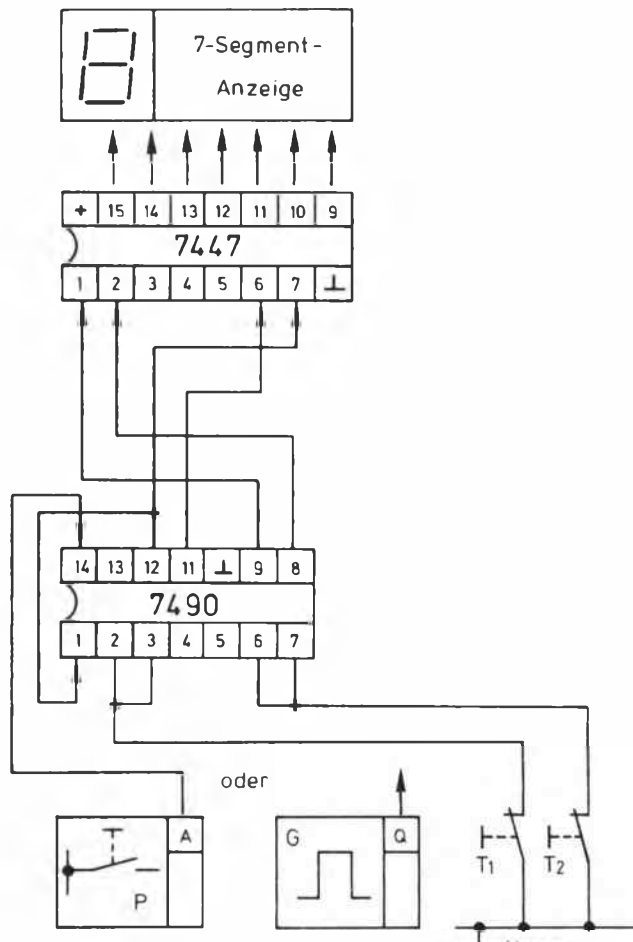 7-Segment-
Anzeige
+ 15 14 13 12 11 10 9
7447
1 2 3 4 5 6 7 ⊥
14 13 12 11 ⊥ 9 8
7490
1 2 3 4 5 6 7
oder
A
P
G
Q
T1
T2